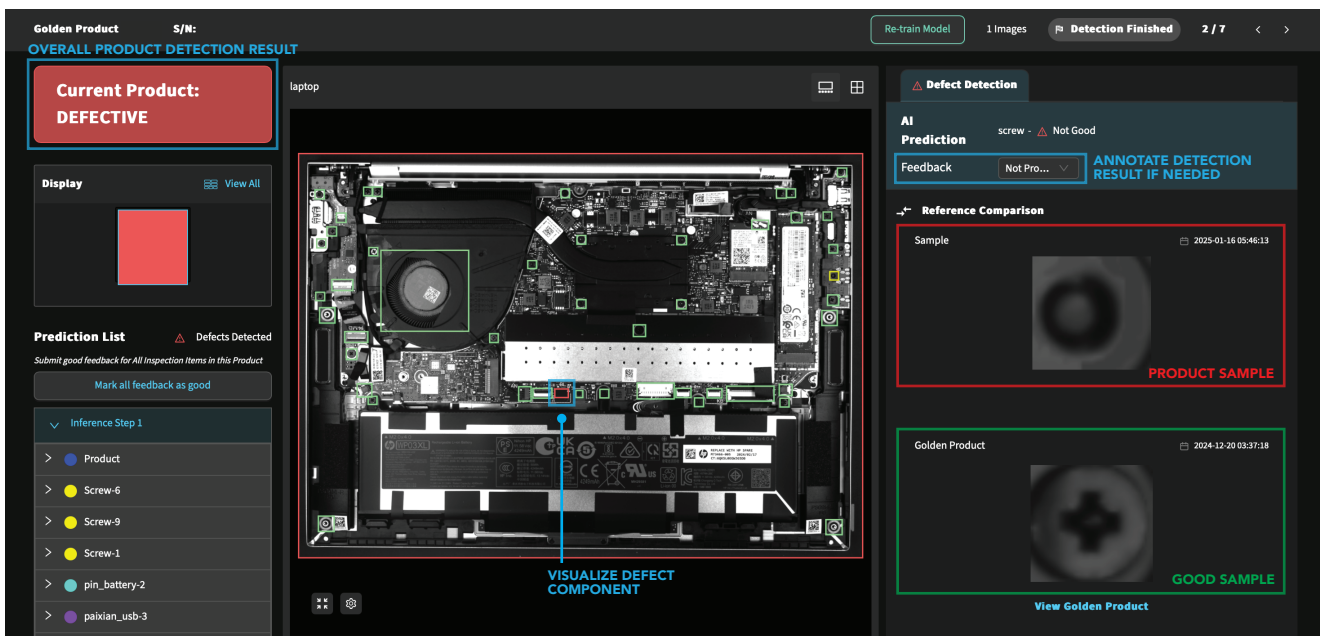 Golden Product
S/N:
Re-train Model
1 Images
Detection Finished
2 / 7
OVERALL PRODUCT DETECTION RESULT
Current Product:
DEFECTIVE
Display
View All
Prediction List
Defects Detected
Submit good feedback for All Inspection Items in this Product
Mark all feedback as good
Inference Step 1
Product
Screw-6
Screw-9
Screw-1
pin_battery-2
paixian_usb-3
laptop
WF03XL
VISUALIZE DEFECT
COMPONENT
Defect Detection
AI
Prediction
screw - Not Good
Feedback
Not Pro...
ANNOTATE DETECTION
RESULT IF NEEDED
Reference Comparison
Sample
2025-01-16 05:46:13
PRODUCT SAMPLE
Golden Product
2024-12-20 03:37:18
GOOD SAMPLE
View Golden Product